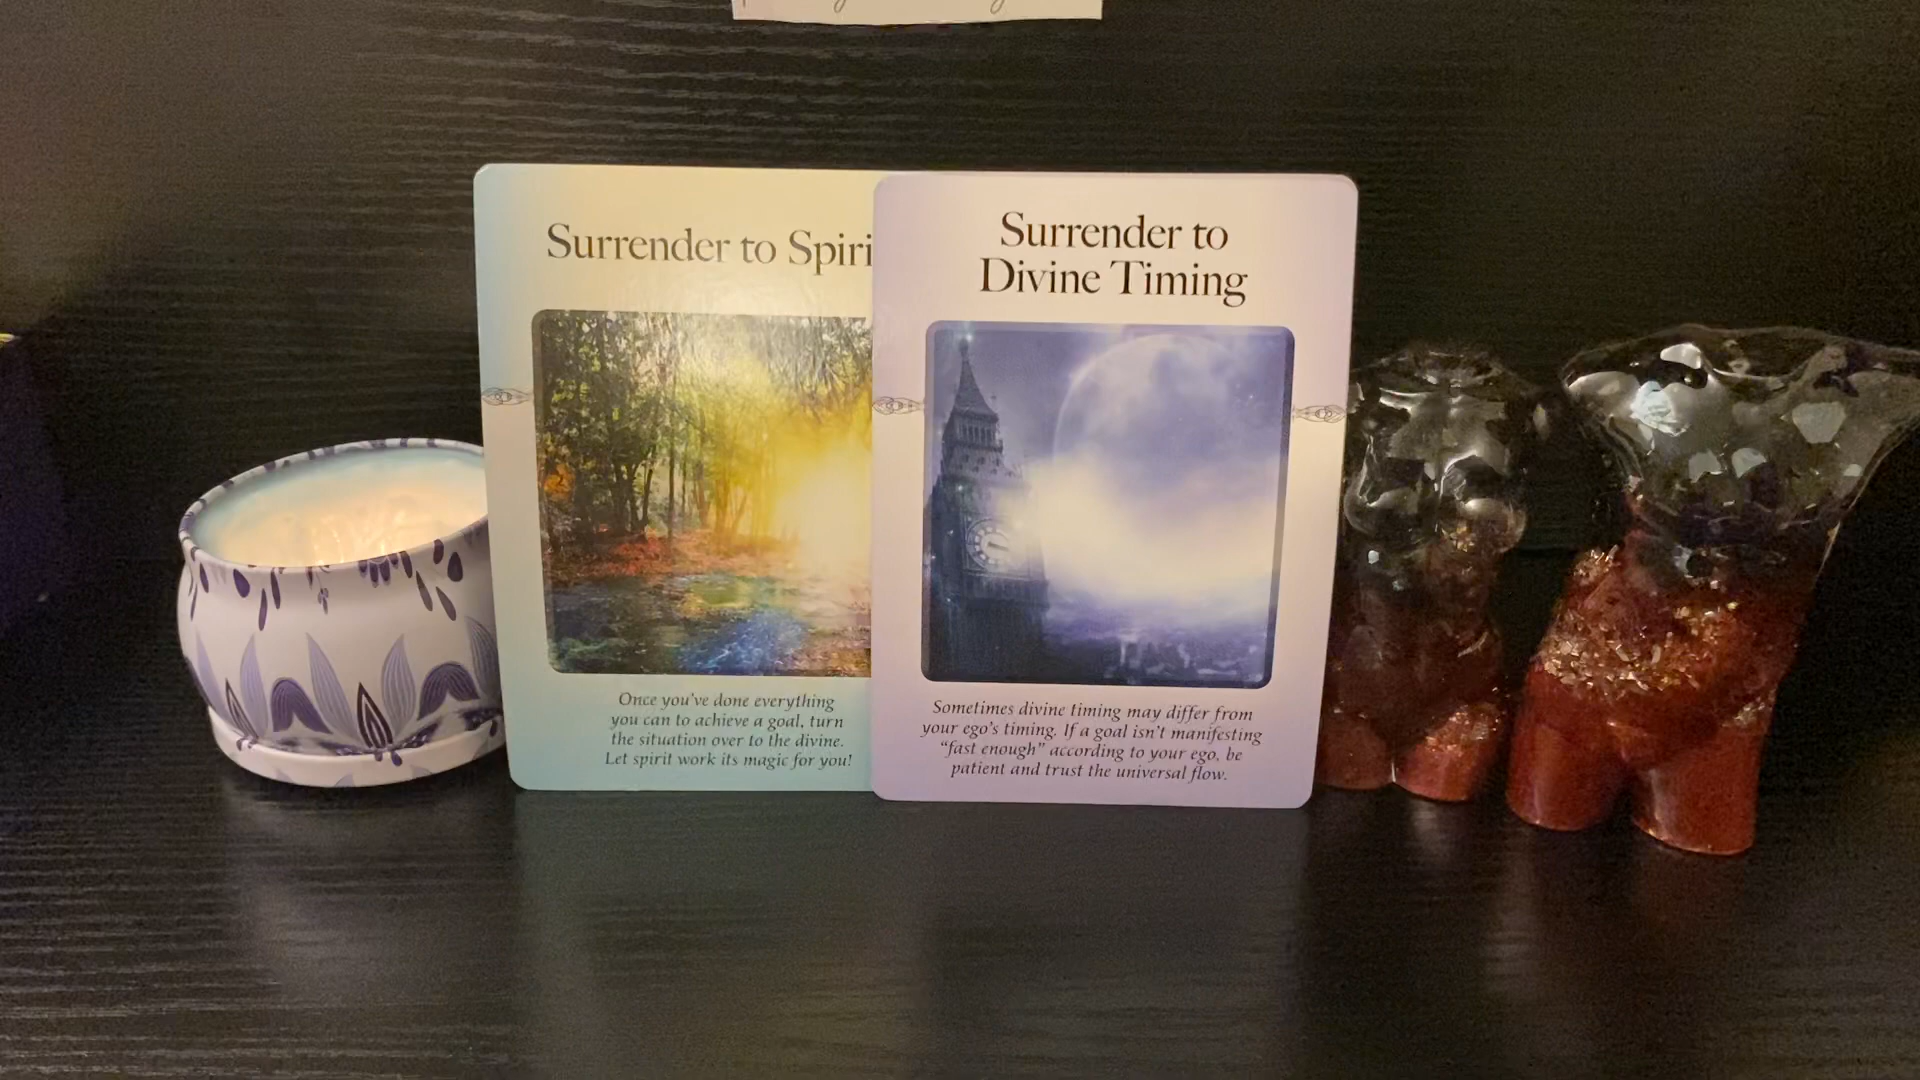 Surrender to Spiri
Once you've done everything
you can to achieve a goal, turn
the situation over to the divine.
Let spirit work its magic for you!
Surrender to
Divine Timing
Sometimes divine timing may differ from
your ego's timing. If a goal isn't manifesting
"fast enough" according to your ego, be
patient and trust the universal flow.